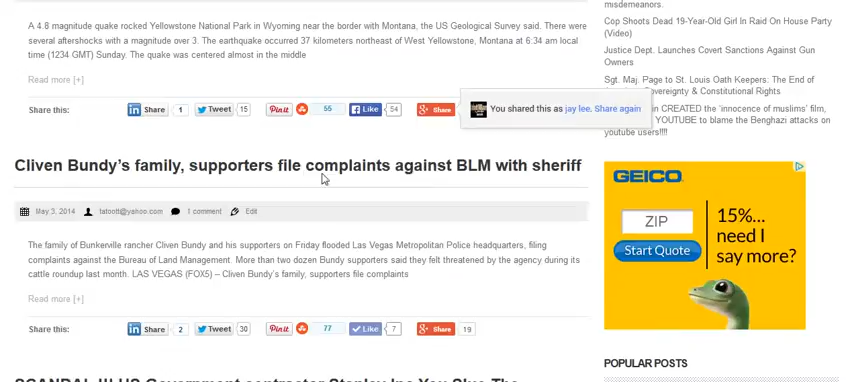 A 4.8 magnitude quake rocked Yellowstone National Park in Wyoming near the border with Montana, the US Geological Survey said. There were
several aftershocks with a magnitude over 3. The earthquake occurred 37 kilometers northeast of West Yellowstone, Montana at 6:34 am local
time (1234 GMT) Sunday. The quake was centered almost in the middle
Read more [+]
Share this:
Share 1
Tweet 15
Pin it
55
Like 54
Share
You shared this as jay lee. Share again
Cliven Bundy's family, supporters file complaints against BLM with sheriff
May 3, 2014 tatoott@yahoo.com 1 comment Edit
The family of Bunkerville rancher Cliven Bundy and his supporters on Friday flooded Las Vegas Metropolitan Police headquarters, filing
complaints against the Bureau of Land Management. More than two dozen Bundy supporters said they felt threatened by the agency during its
cattle roundup last month. LAS VEGAS (FOX5) – Cliven Bundy's family, supporters file complaints
Read more [+]
Share this:
Share 2
Tweet 30
Pin it
77
Like 7
Share 19
misdemeanors.
Cop Shoots Dead 19-Year-Old Girl In Raid On House Party
(Video)
Justice Dept. Launches Covert Sanctions Against Gun
Owners
Sgt. Maj. Page to St. Louis Oath Keepers: The End of
Sovereignty & Constitutional Rights
CREATED the 'innocence of muslims' film,
YOUTUBE to blame the Benghazi attacks on
youtube users!!!!
GEICO
ZIP
Start Quote
15%...
need I
say more?
POPULAR POSTS